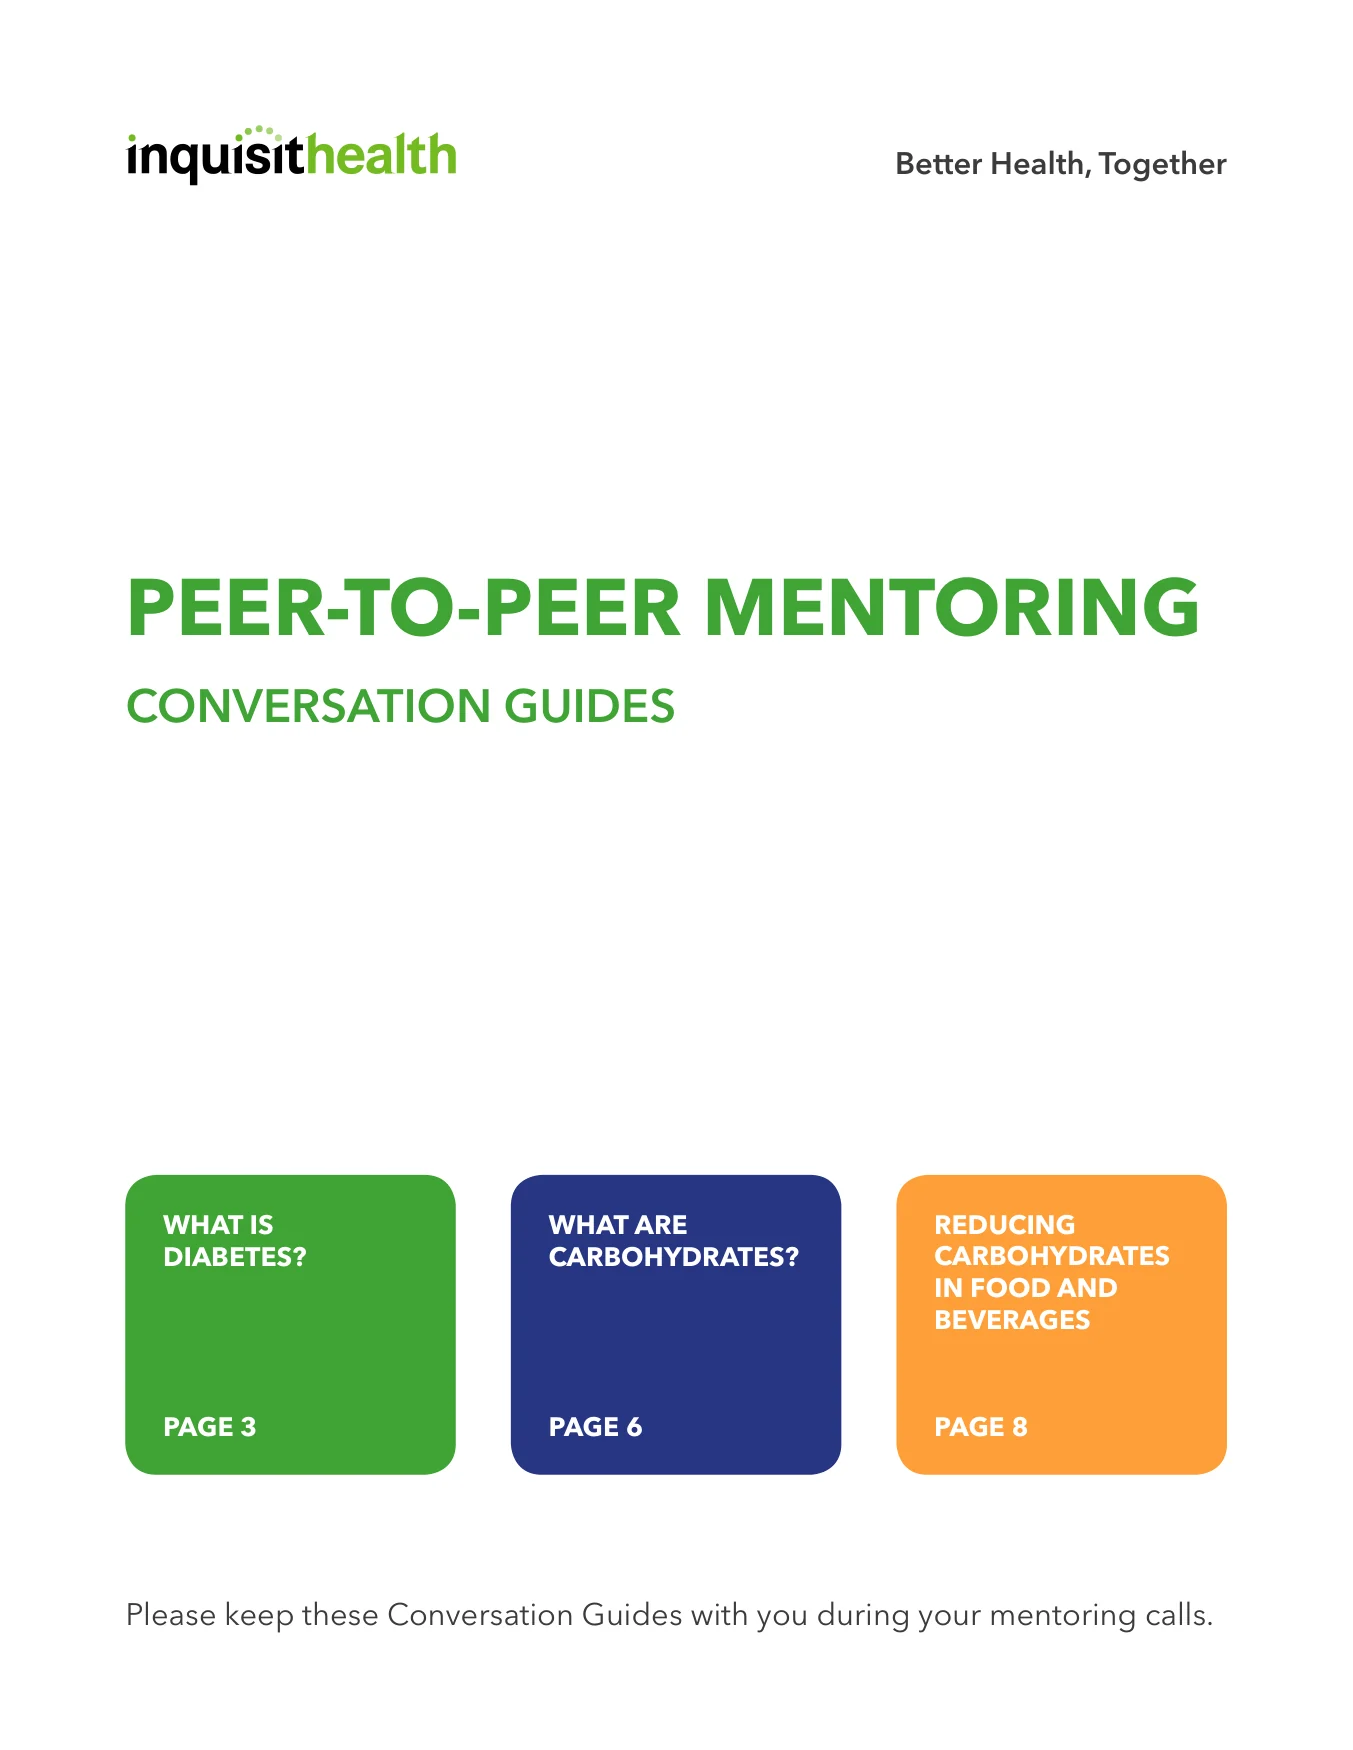 inquisithealth
Better Health, Together
PEER-TO-PEER MENTORING
CONVERSATION GUIDES
WHAT IS
DIABETES?
PAGE 3
WHAT ARE
CARBOHYDRATES?
PAGE 6
REDUCING
CARBOHYDRATES
IN FOOD AND
BEVERAGES
PAGE 8
Please keep these Conversation Guides with you during your mentoring calls.